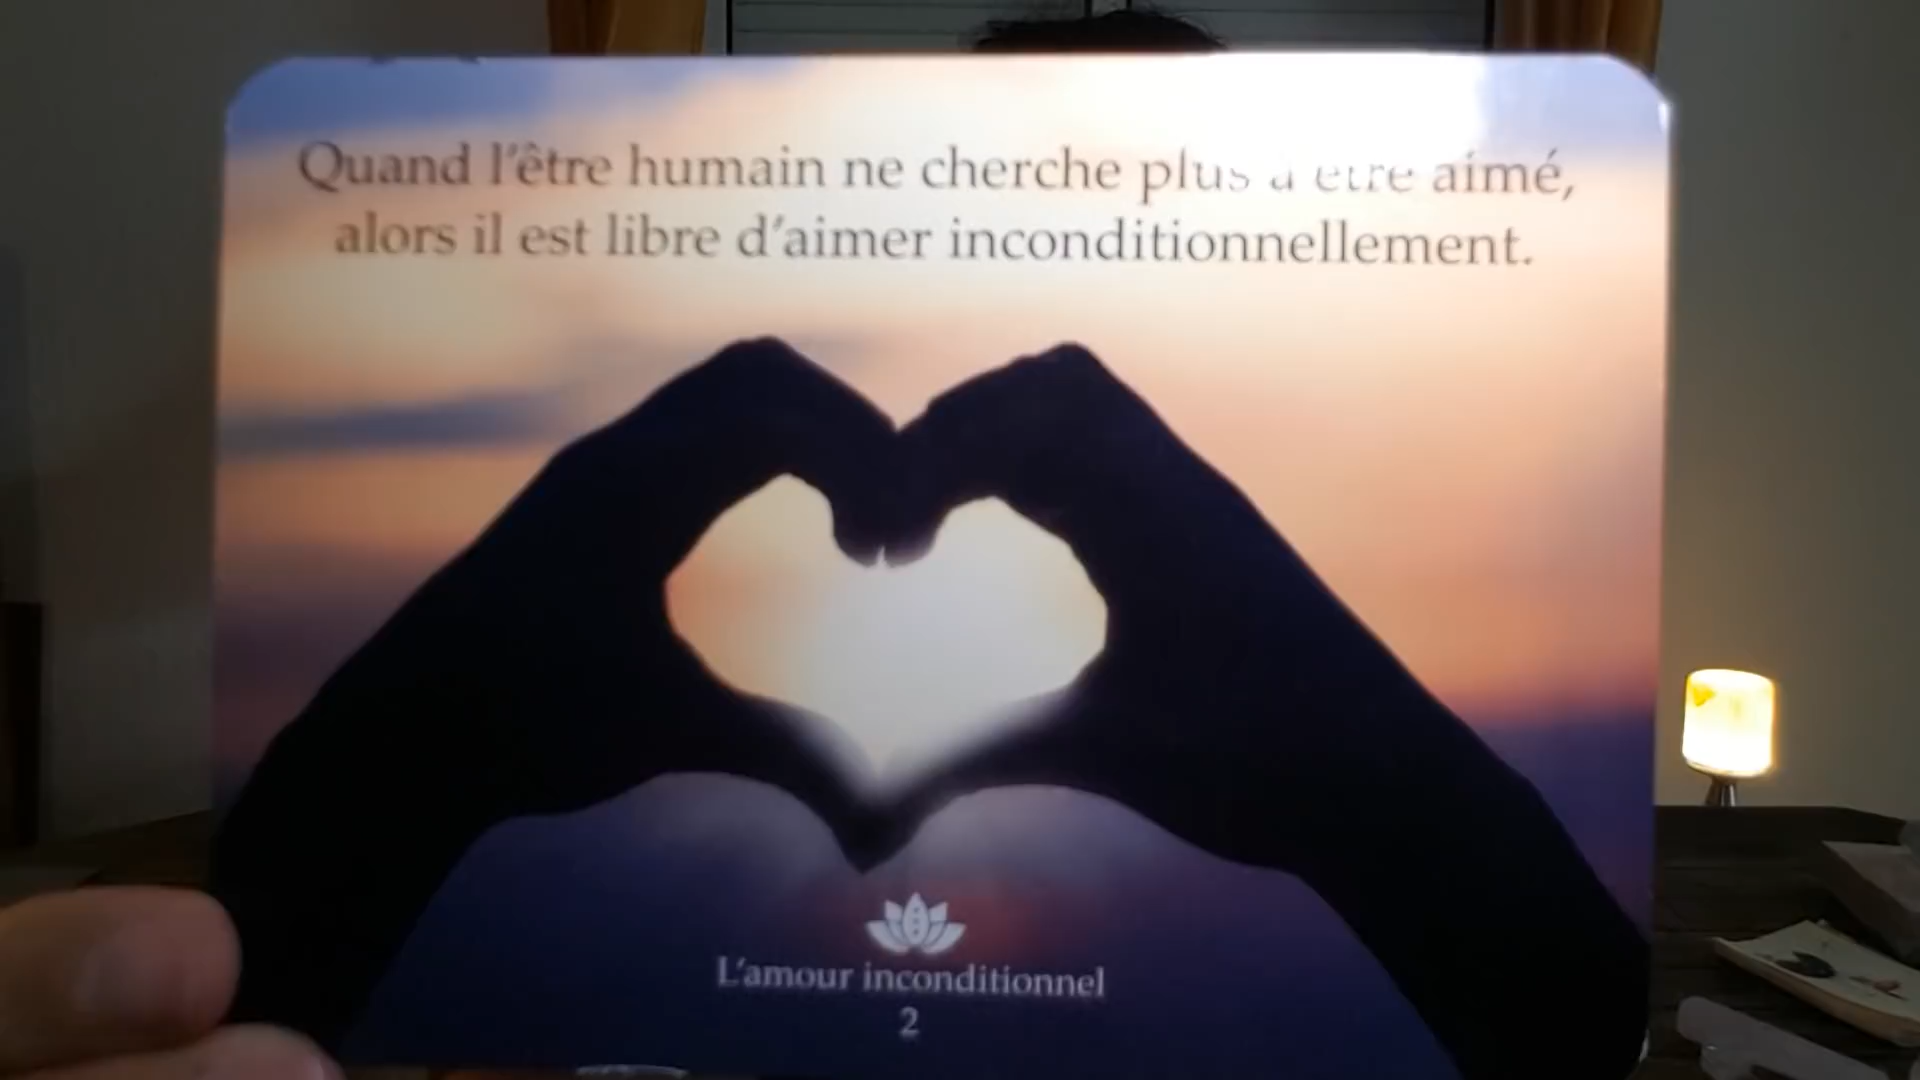 Quand l'être humain ne cherche plus à être aimé,
alors il est libre d'aimer inconditionnellement.
L'amour inconditionnel
2